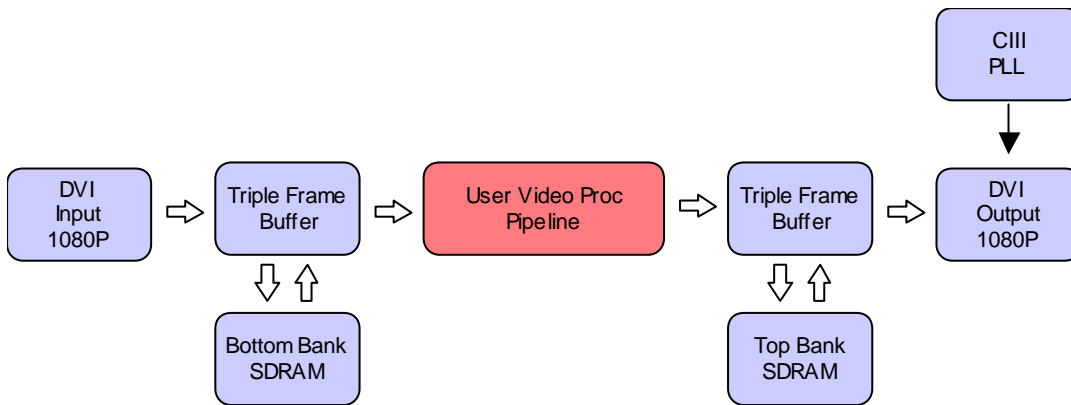 CIII
PLL
DVI
Input
1080P
Triple Frame
Buffer
User Video Proc
Pipeline
Triple Frame
Buffer
DVI
Output
1080P
Bottom Bank
SDRAM
Top Bank
SDRAM